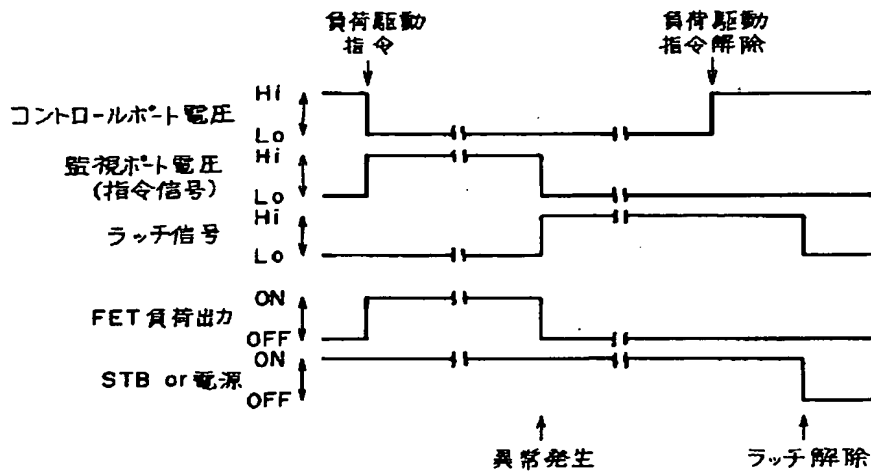 負荷駆動
指令
負荷駆動
指令解除
コントロールポート電圧
Hi
Lo
監視ポート電圧
(指令信号)
Hi
Lo
ラッチ信号
Hi
Lo
FET負荷出力
ON
OFF
STB or 電源
ON
OFF
異常発生
ラッチ解除